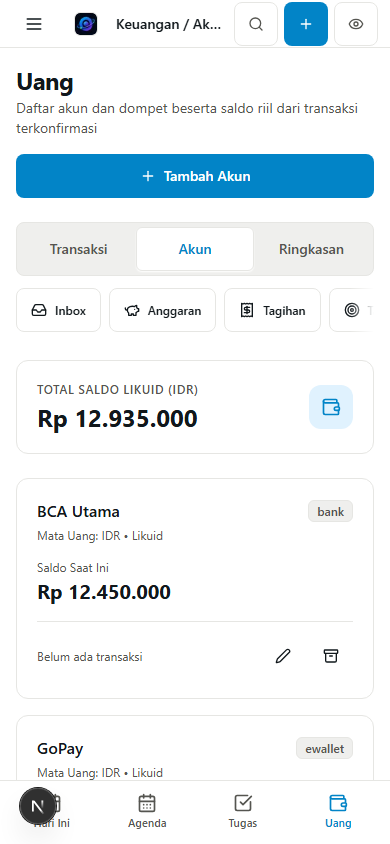 Keuangan / Ak...
Uang
Daftar akun dan dompet beserta saldo riil dari transaksi
terkonfirmasi
Tambah Akun
Transaksi
Akun
Ringkasan
Inbox
Anggaran
Tagihan
TOTAL SALDO LIKUID (IDR)
Rp 12.935.000
BCA Utama
bank
Mata Uang: IDR • Likuid
Saldo Saat Ini
Rp 12.450.000
Belum ada transaksi
GoPay
ewallet
Mata Uang: IDR • Likuid
N
Ini
Agenda
Tugas
Uang